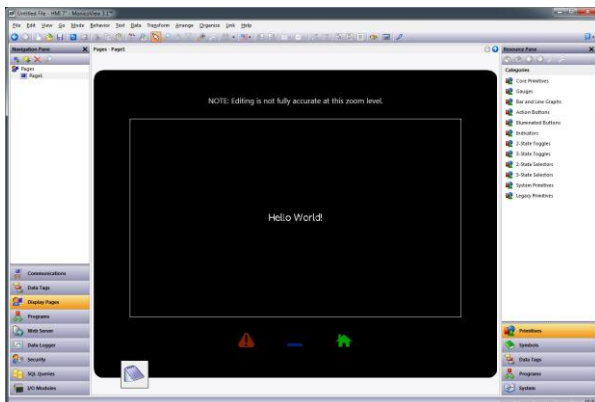 Untitled File - HMI 7" - MonicoView 3.1*
File Edit View Go Mode Behavior Text Data Transform Arrange Organize Link Help
Navigation Pane
Pages - Page1
Resource Pane
Pages
Page1
Categories
Core Primitives
Gauges
Bar and Line Graphs
Action Buttons
Illuminated Buttons
Indicators
2-State Toggles
3-State Toggles
2-State Selectors
3-State Selectors
System Primitives
Legacy Primitives
NOTE: Editing is not fully accurate at this zoom level.
Hello World!
Communications
Data Tags
Display Pages
Programs
Web Server
Data Logger
Security
SQL Queries
I/O Modules
Primitives
Symbols
Data Tags
Programs
System